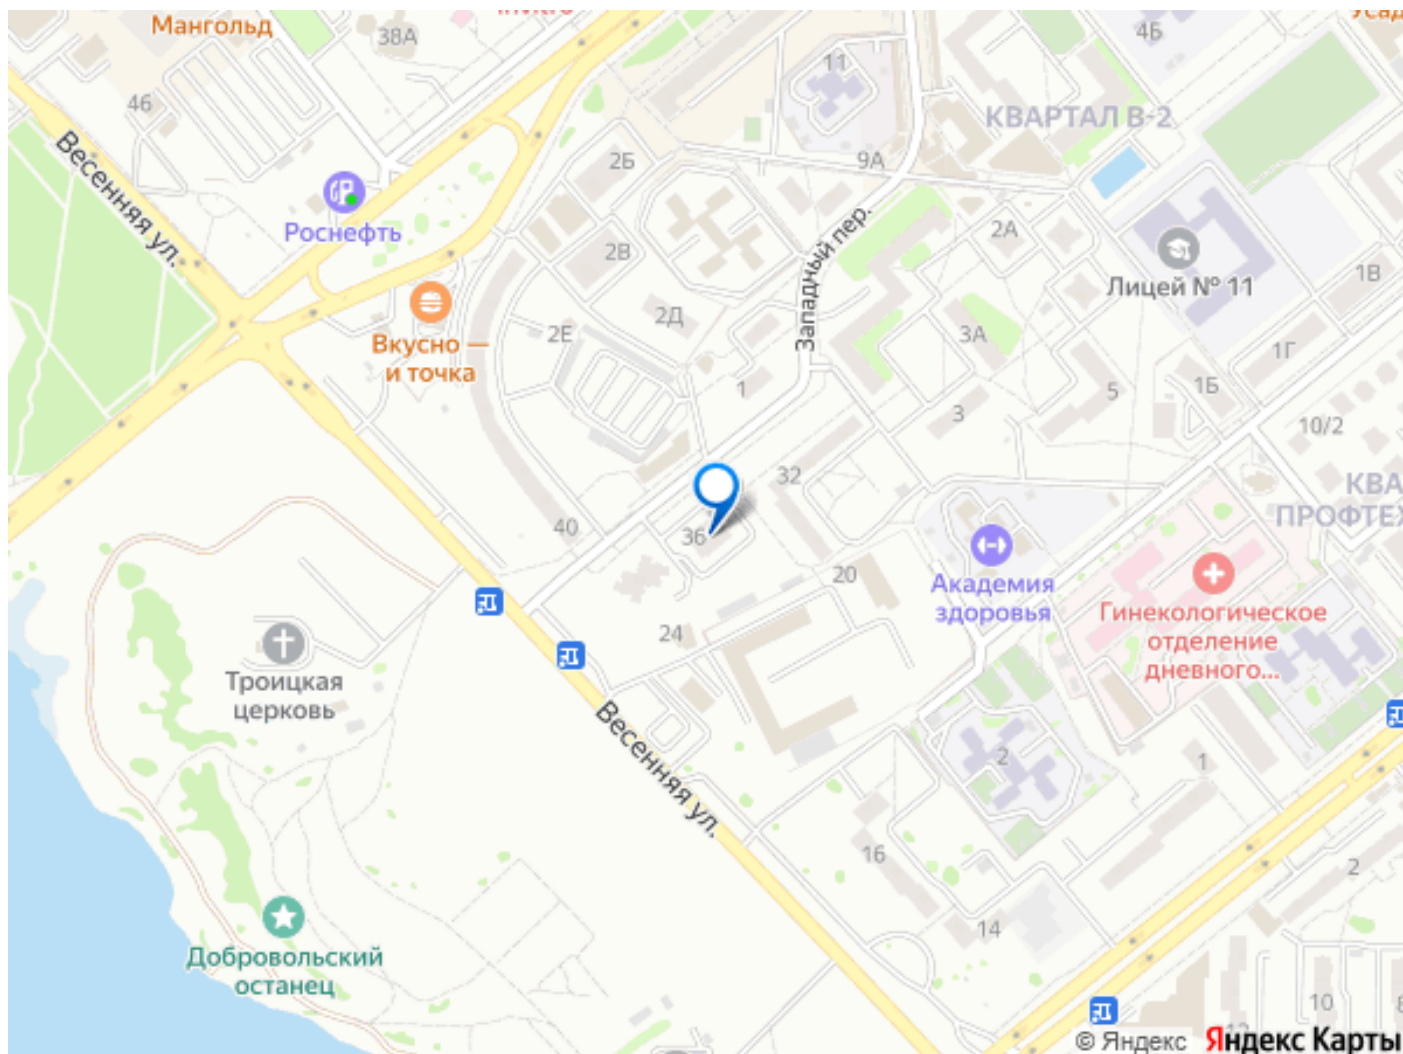 Мангольд
38А
4Б
11
46
КВАРТАЛ В-2
Весенняя ул.
2Б
9А
Роснефть
Западный пер.
2А
2В
Лицей № 11
1В
2Д
2Е
3А
1Г
Вкусно —
и точка
1
5
1Б
3
10/2
32
КВА
ПРОФТЕХ
40
36
20
Академия
здоровья
Гинекологическое
отделение
дневного...
24
Троицкая
церковь
Весенняя ул.
2
1
16
2
14
Добровольский
останец
10
© Яндекс
Яндекс Карты